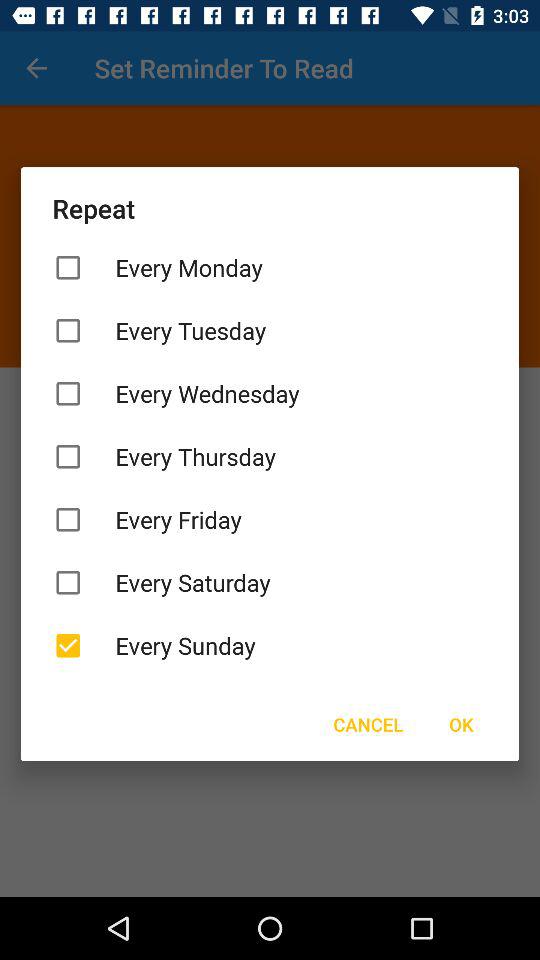 3:03
Set Reminder To Read
Repeat
Every Monday
Every Tuesday
Every Wednesday
Every Thursday
Every Friday
Every Saturday
Every Sunday
CANCEL OK